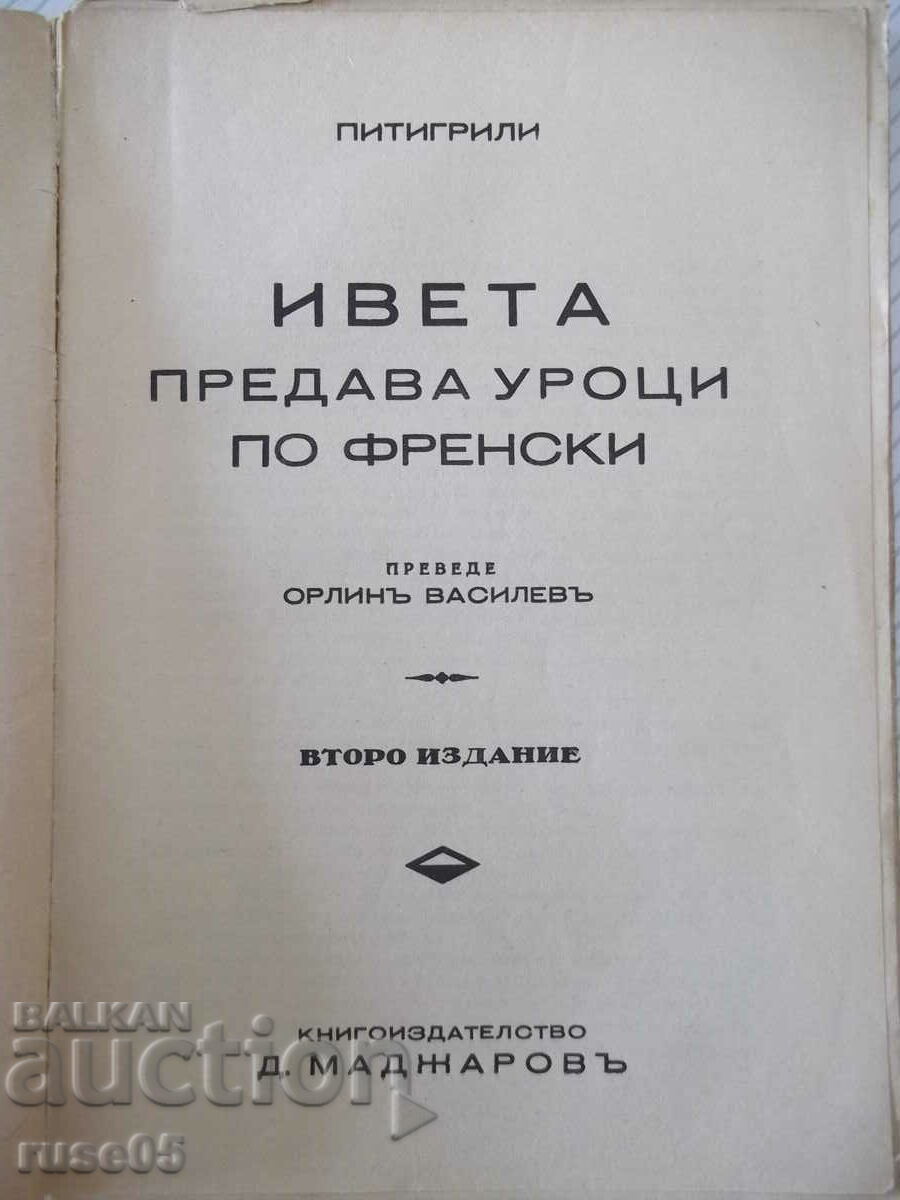 ПИТИГРИЛИ
ИВЕТА
ПРЕДАВА УРОЦИ
ПО ФРЕНСКИ
ПРЕВЕДЕ
ОРЛИНЪ ВАСИЛЕВЪ
ВТОРО ИЗДАНИЕ
КНИГОИЗДАТЕЛСТВО
Д. МАДЖАРОВЪ
BALKAN
auction
ruse05